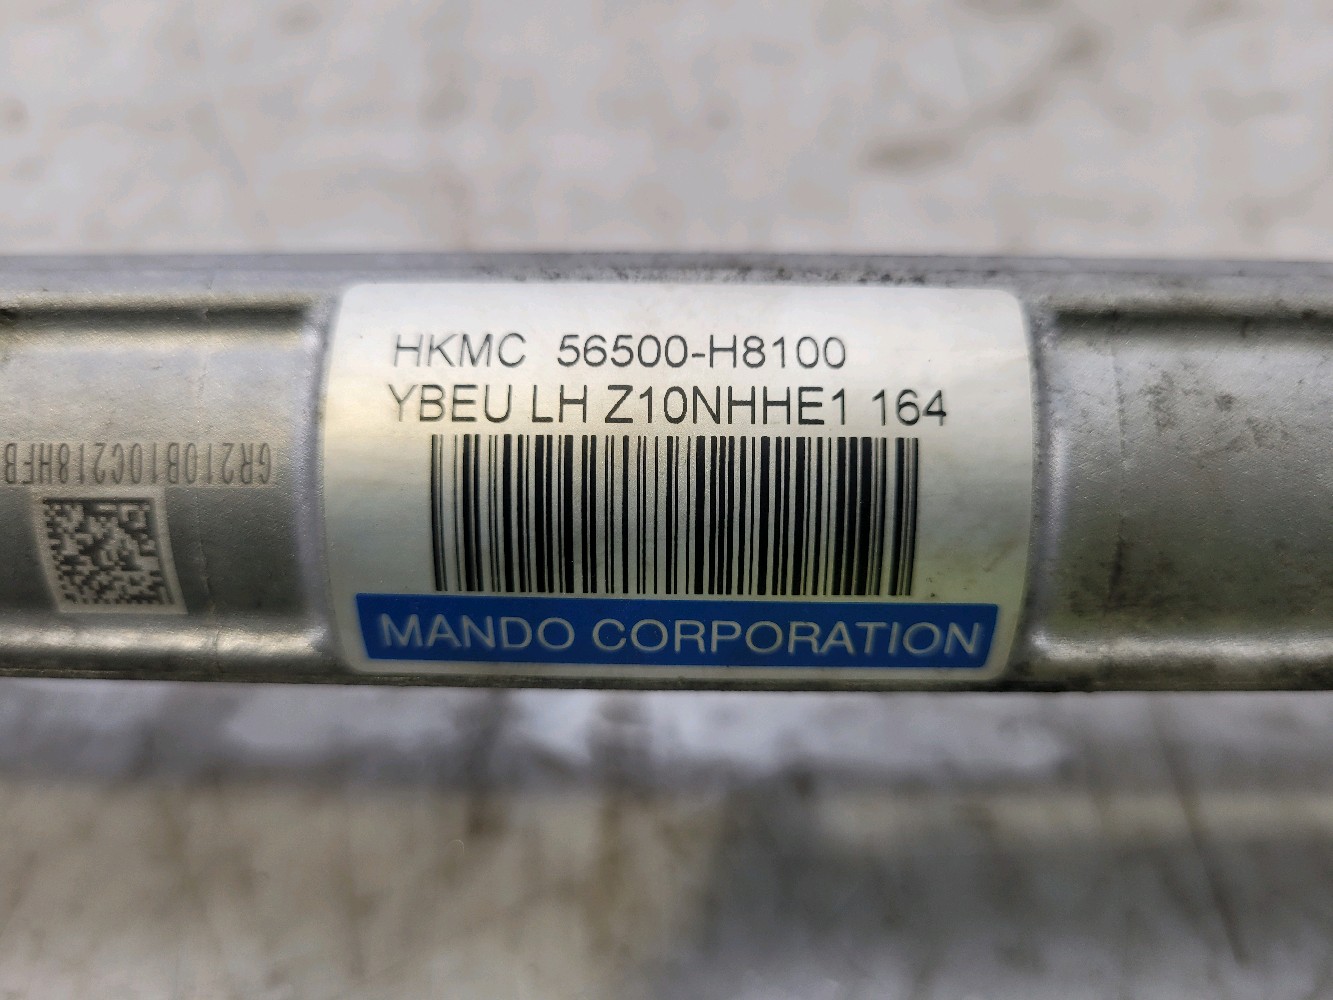 HKMC 56500-H8100
YBEU LH Z10NHHE1 164
MANDO CORPORATION
GR210B10C218HFB